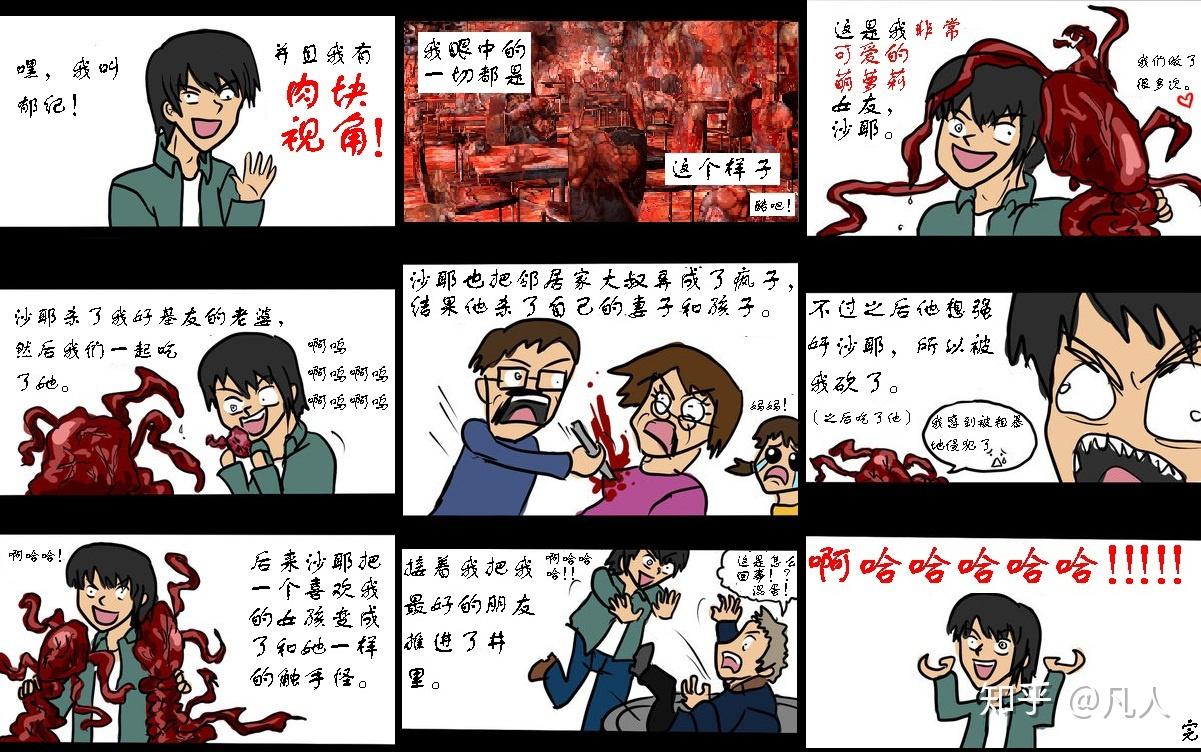 嘿，我叫
郁纪！
并且我有
肉块
视角！
我眼中的
一切都是
这个样子
酷吧！
这是我非常
可爱的
萌萝莉
女友，
沙耶。
我们做了
很多次。
沙耶杀了我好基友的老婆，
然后我们一起吃
了她。
啊呜
啊呜啊呜
啊呜啊呜
沙耶也把邻居家大叔弄成了疯子，
结果他杀了自己的妻子和孩子。
妈妈！
不过之后他想强
奸沙耶，所以被
我砍了。
（之后吃了他）
我感到被粗暴
地侵犯了
啊哈哈！
后来沙耶把
一个喜欢我
的女孩变成
了和她一样
的触手怪。
接着我把我
最好的朋友
推进了井
里。
啊哈哈
哈！！
这是怎么
回事！？
混蛋！
啊哈哈哈哈哈!!!!!
知乎 @凡人
完